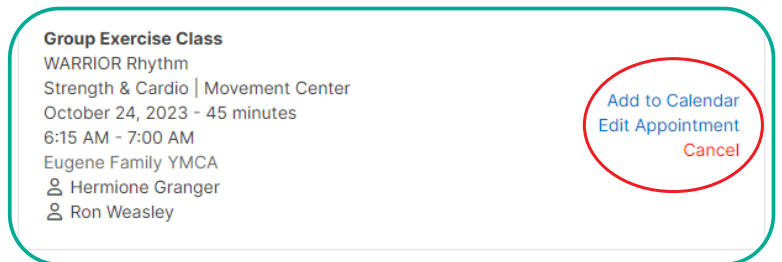 Group Exercise Class
WARRIOR Rhythm
Strength & Cardio | Movement Center
October 24, 2023 - 45 minutes
6:15 AM - 7:00 AM
Eugene Family YMCA
Hermione Granger
Ron Weasley
Add to Calendar
Edit Appointment
Cancel